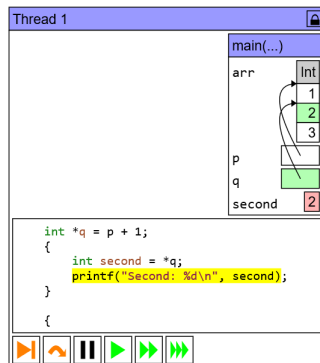 Thread 1
main(...)
arr
Int
1
2
3
p
q
second 2
int *q = p + 1;
{
int second = *q;
printf("Second: %d\n", second);
}
{